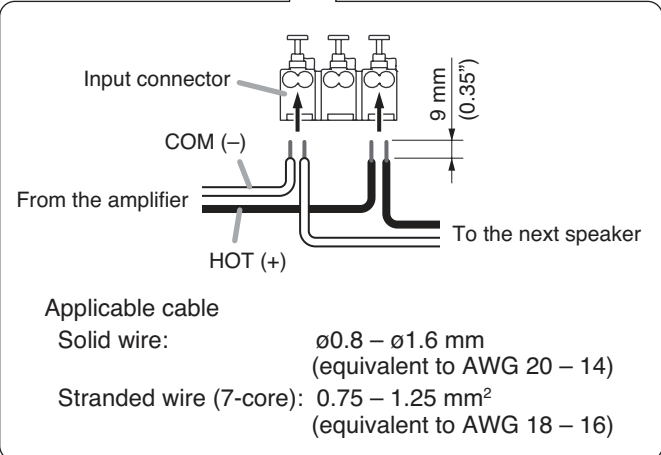 Input connector
9 mm
(0.35”)
COM (–)
From the amplifier
To the next speaker
HOT (+)
Applicable cable
Solid wire: ø0.8 – ø1.6 mm
(equivalent to AWG 20 – 14)
Stranded wire (7-core): 0.75 – 1.25 mm²
(equivalent to AWG 18 – 16)